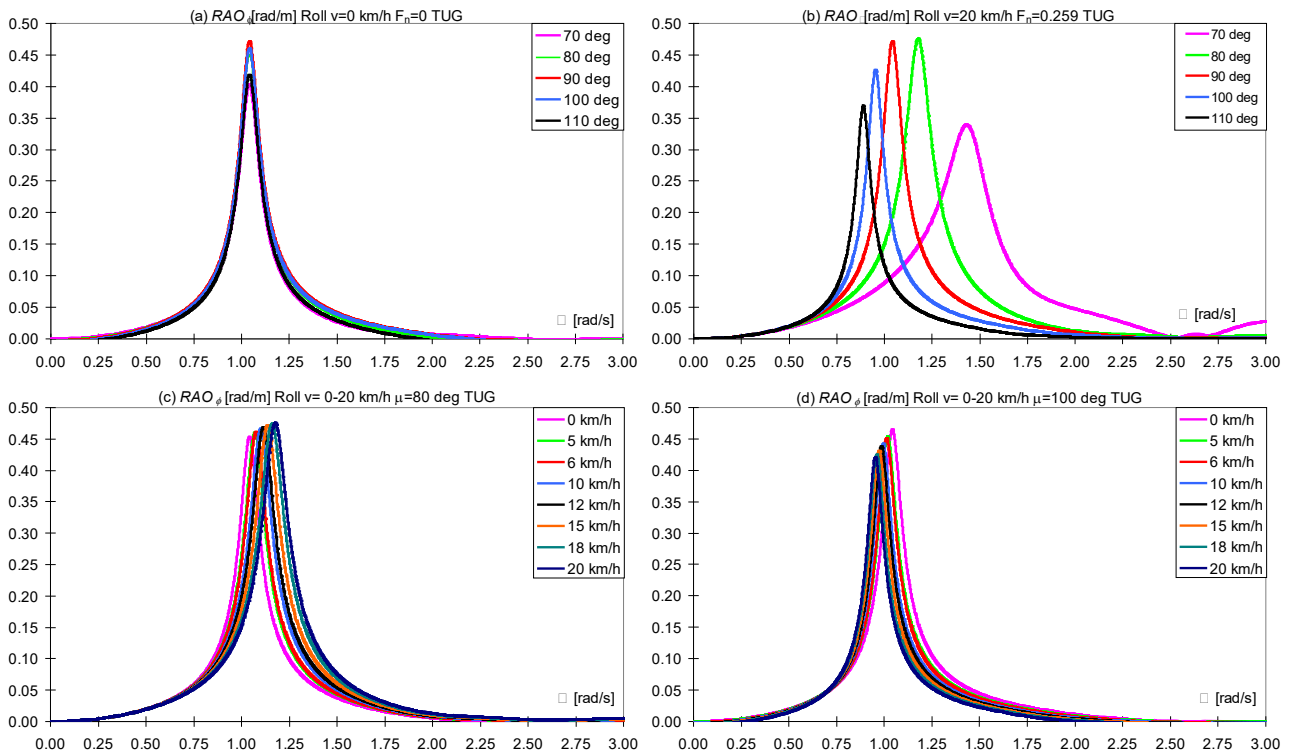 (a) RAO ϕ[rad/m] Roll v=0 km/h Fn=0 TUG
0.50
0.45
0.40
0.35
0.30
0.25
0.20
0.15
0.10
0.05
0.00
70 deg
80 deg
90 deg
100 deg
110 deg
□ [rad/s]
0.00 0.25 0.50 0.75 1.00 1.25 1.50 1.75 2.00 2.25 2.50 2.75 3.00
(b) RAO □[rad/m] Roll v=20 km/h Fn=0.259 TUG
0.50
0.45
0.40
0.35
0.30
0.25
0.20
0.15
0.10
0.05
0.00
70 deg
80 deg
90 deg
100 deg
110 deg
□ [rad/s]
0.00 0.25 0.50 0.75 1.00 1.25 1.50 1.75 2.00 2.25 2.50 2.75 3.00
(c) RAO ϕ [rad/m] Roll v= 0-20 km/h μ=80 deg TUG
0.50
0.45
0.40
0.35
0.30
0.25
0.20
0.15
0.10
0.05
0.00
0 km/h
5 km/h
6 km/h
10 km/h
12 km/h
15 km/h
18 km/h
20 km/h
□ [rad/s]
0.00 0.25 0.50 0.75 1.00 1.25 1.50 1.75 2.00 2.25 2.50 2.75 3.00
(d) RAO ϕ [rad/m] Roll v= 0-20 km/h μ=100 deg TUG
0.50
0.45
0.40
0.35
0.30
0.25
0.20
0.15
0.10
0.05
0.00
0 km/h
5 km/h
6 km/h
10 km/h
12 km/h
15 km/h
18 km/h
20 km/h
□ [rad/s]
0.00 0.25 0.50 0.75 1.00 1.25 1.50 1.75 2.00 2.25 2.50 2.75 3.00